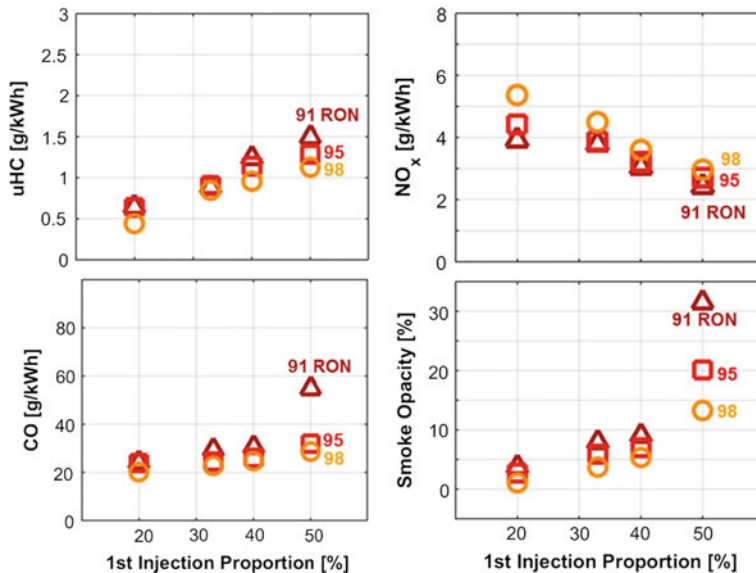 uHC [g/kWh]
3
2.5
2
1.5
1
0.5
0
91 RON
95
98
NOx [g/kWh]
8
6
4
2
0
98
95
91 RON
CO [g/kWh]
80
60
40
20
0
91 RON
95
98
20 30 40 50
1st Injection Proportion [%]
Smoke Opacity [%]
30
20
10
0
91 RON
95
98
20 30 40 50
1st Injection Proportion [%]